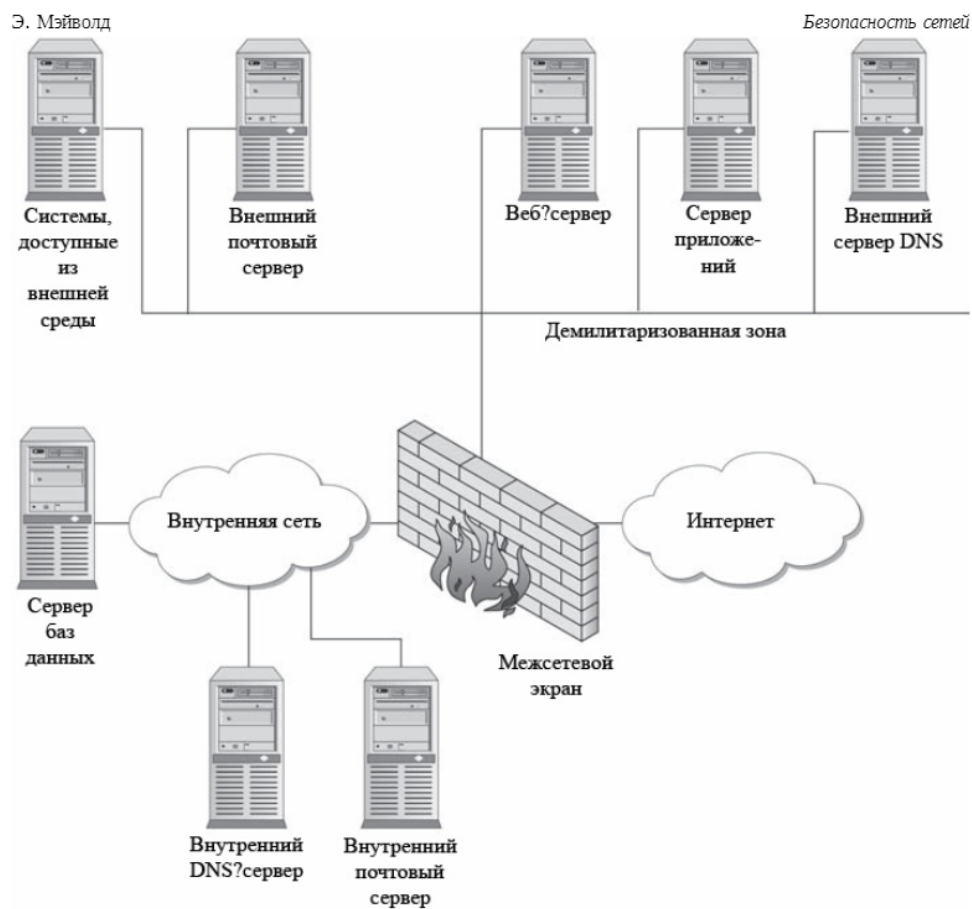 Э. Мэйволд
Безопасность сетей
Системы,
доступные
из
внешней
среды
Внешний
почтовый
сервер
Веб?сервер
Сервер
приложе-
ний
Внешний
сервер DNS
Демилитаризованная зона
Внутренняя сеть
Интернет
Сервер
баз
данных
Межсетевой
экран
Внутренний
DNS?сервер
Внутренний
почтовый
сервер